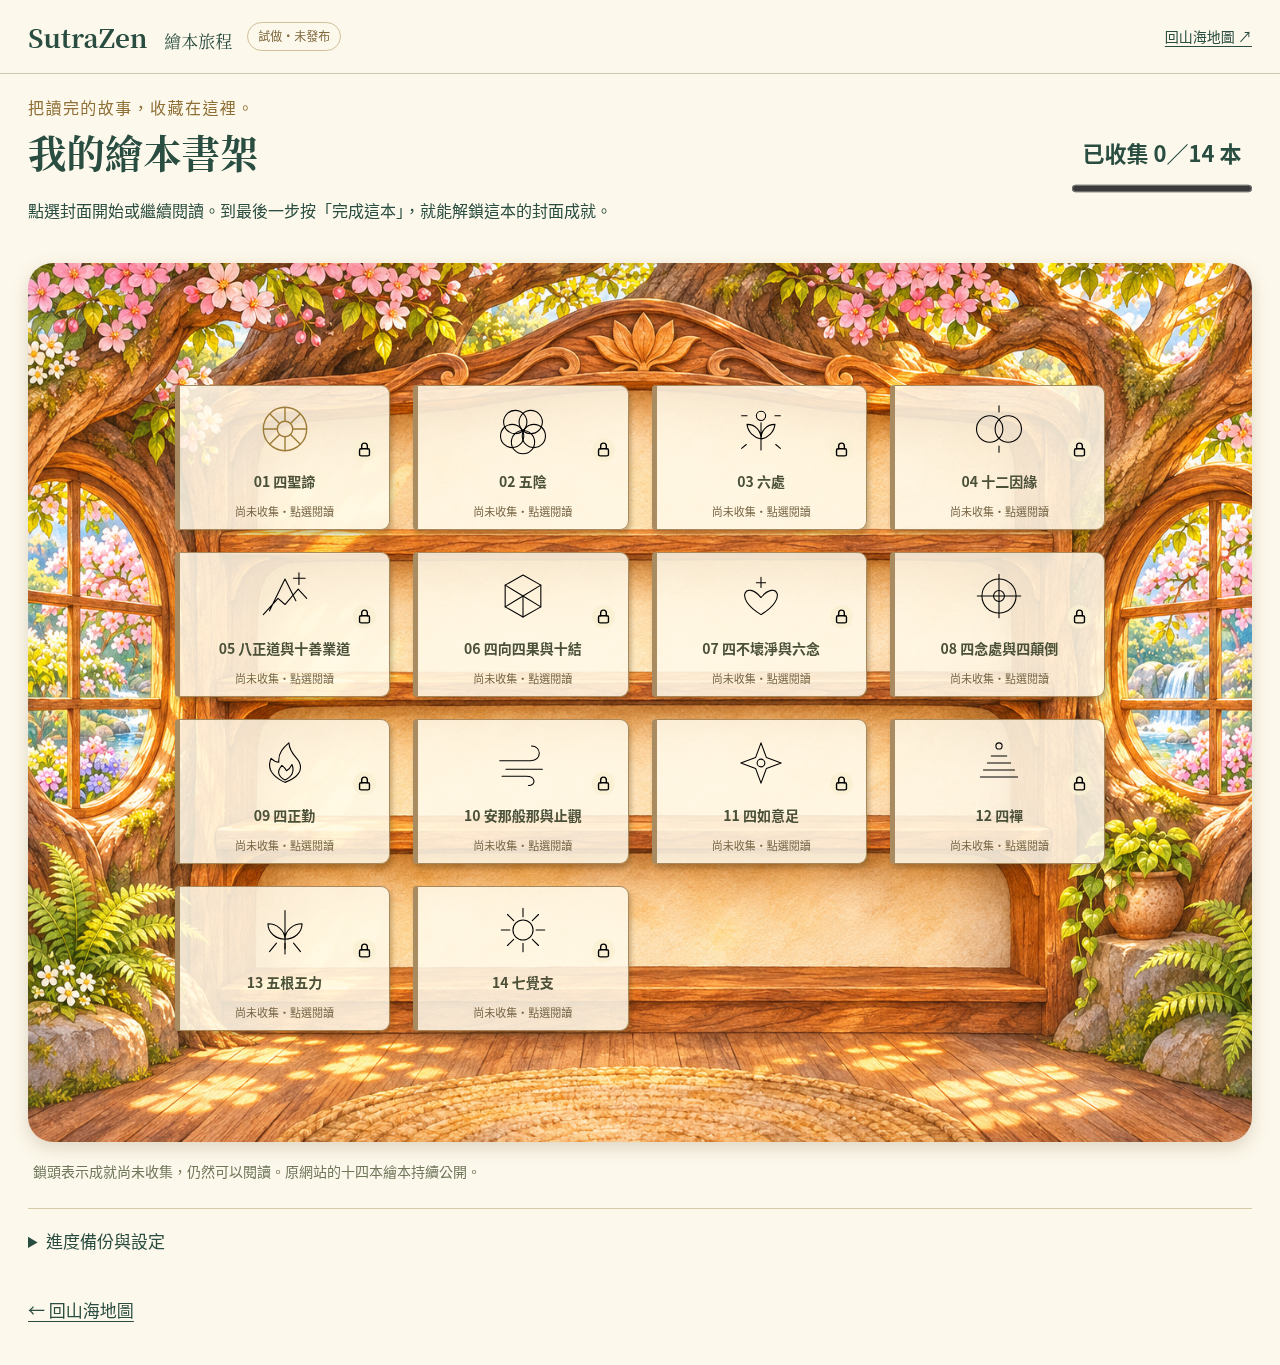 SutraZen 繪本旅程 試做・未發布 回山海地圖 ↗
把讀完的故事，收藏在這裡。
我的繪本書架
已收集 0／14 本
點選封面開始或繼續閱讀。到最後一步按「完成這本」，就能解鎖這本的封面成就。
01 四聖諦
尚未收集・點選閱讀
02 五陰
尚未收集・點選閱讀
03 六處
尚未收集・點選閱讀
04 十二因緣
尚未收集・點選閱讀
05 八正道與十善業道
尚未收集・點選閱讀
06 四向四果與十結
尚未收集・點選閱讀
07 四不壞淨與六念
尚未收集・點選閱讀
08 四念處與四顛倒
尚未收集・點選閱讀
09 四正勤
尚未收集・點選閱讀
10 安那般那與止觀
尚未收集・點選閱讀
11 四如意足
尚未收集・點選閱讀
12 四禪
尚未收集・點選閱讀
13 五根五力
尚未收集・點選閱讀
14 七覺支
尚未收集・點選閱讀
鎖頭表示成就尚未收集，仍然可以閱讀。原網站的十四本繪本持續公開。
▶ 進度備份與設定
← 回山海地圖